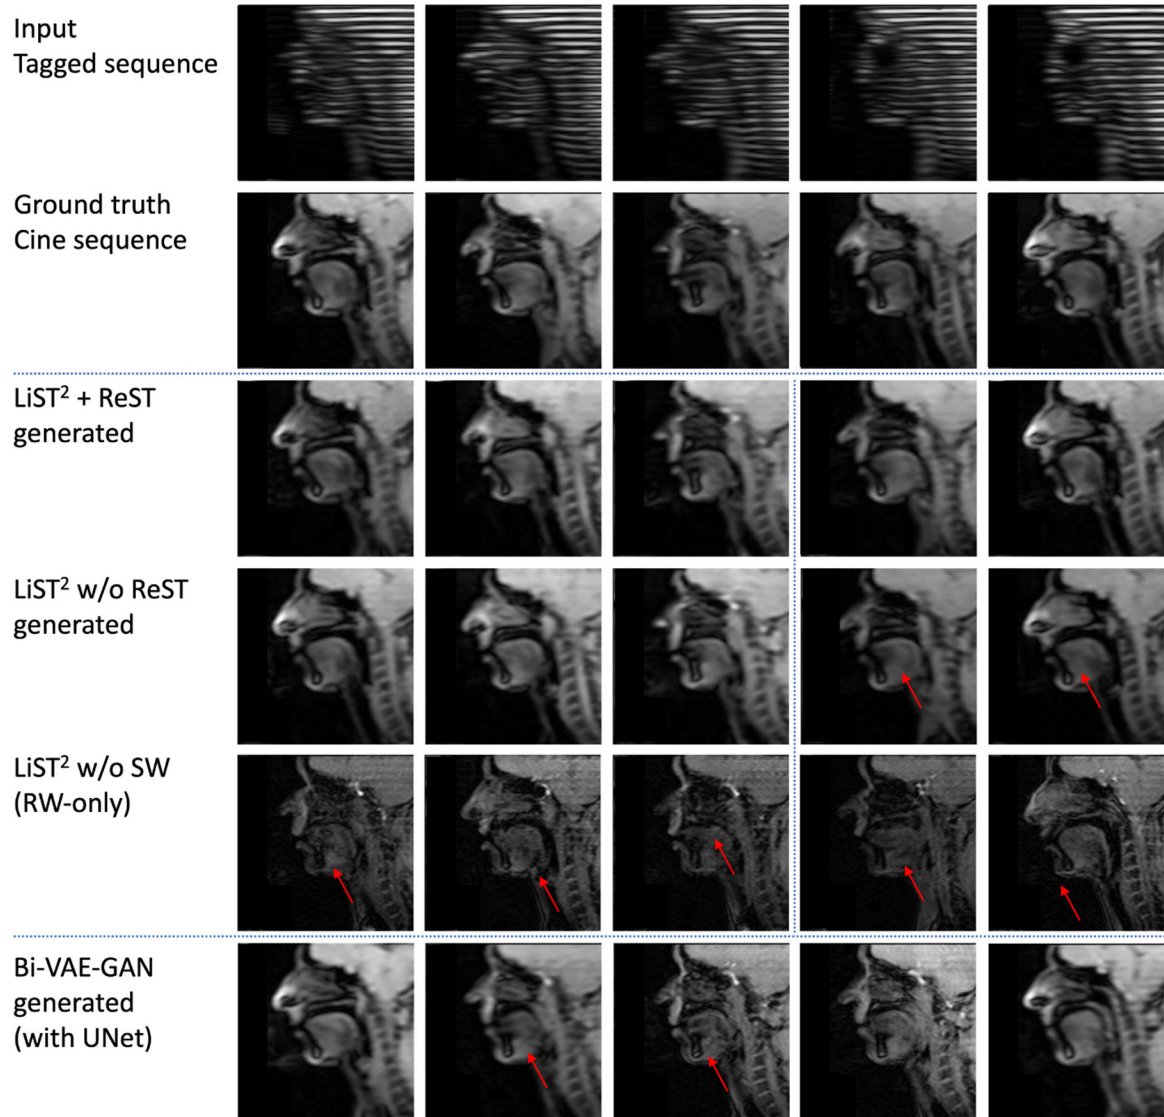 Input
Tagged sequence
Ground truth
Cine sequence
LiST² + ReST
generated
LiST² w/o ReST
generated
LiST² w/o SW
(RW-only)
Bi-VAE-GAN
generated
(with UNet)